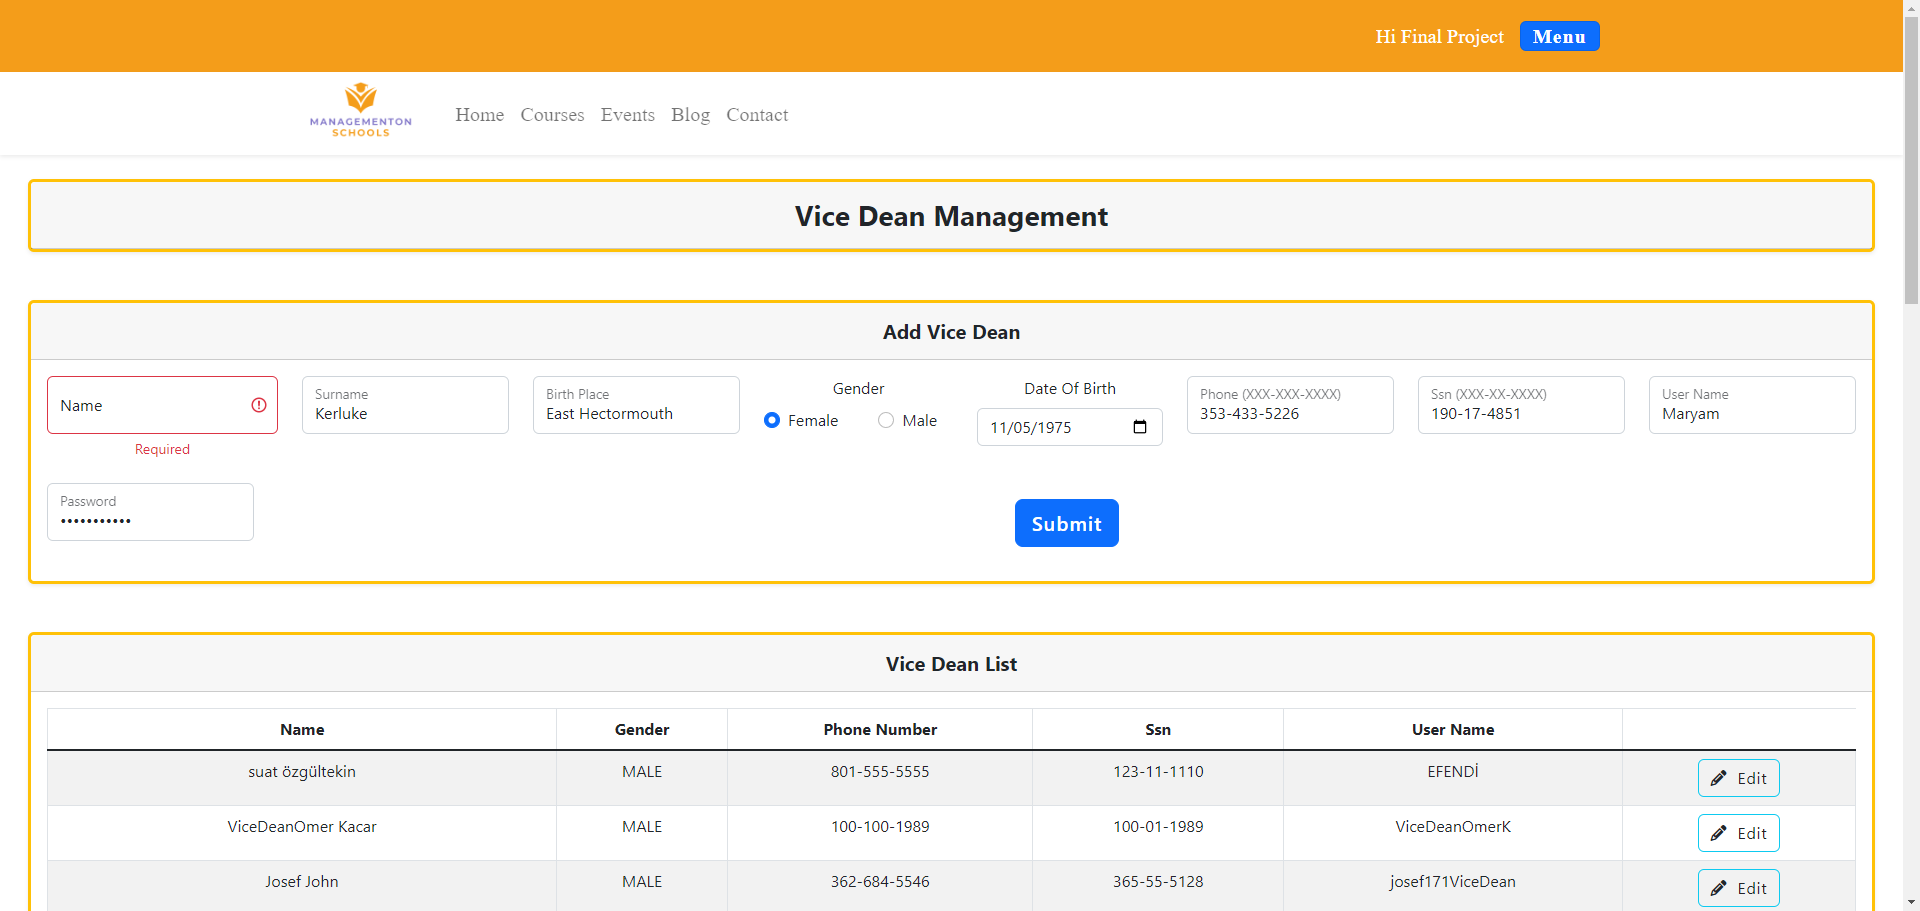 Hi Final Project Menu
MANAGEMENTON
SCHOOLS
Home Courses Events Blog Contact
Vice Dean Management
Add Vice Dean
Name
Required
Surname
Kerluke
Birth Place
East Hectormouth
Gender
Female Male
Date Of Birth
11/05/1975
Phone (XXX-XXX-XXXX)
353-433-5226
Ssn (XXX-XX-XXXX)
190-17-4851
User Name
Maryam
Password
•••••••••••
Submit
Vice Dean List
Name Gender Phone Number Ssn User Name
suat özgültekin MALE 801-555-5555 123-11-1110 EFENDİ Edit
ViceDeanOmer Kacar MALE 100-100-1989 100-01-1989 ViceDeanOmerK Edit
Josef John MALE 362-684-5546 365-55-5128 josef171ViceDean Edit